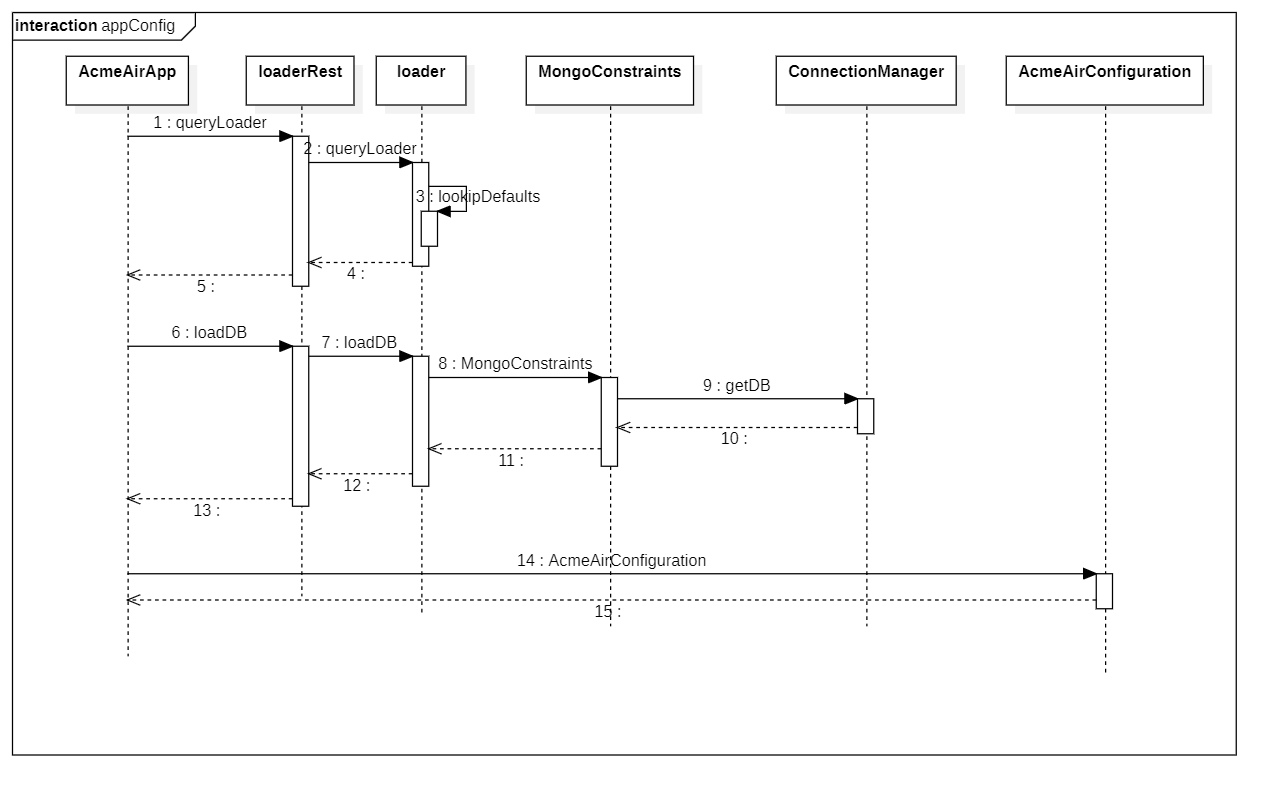 interaction appConfig
AcmeAirApp
loaderRest
loader
MongoConstraints
ConnectionManager
AcmeAirConfiguration
1 : queryLoader
2 : queryLoader
3 : lookipDefaults
4 :
5 :
6 : loadDB
7 : loadDB
8 : MongoConstraints
9 : getDB
10 :
11 :
12 :
13 :
14 : AcmeAirConfiguration
15 :